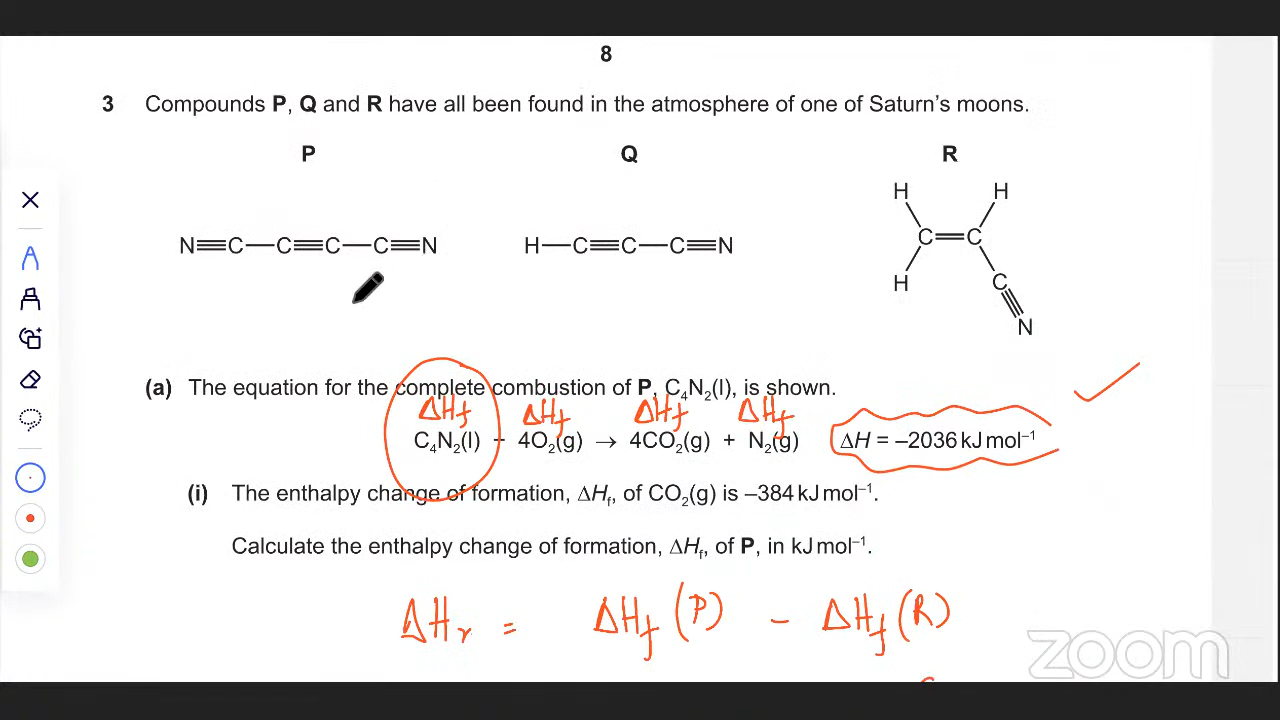 8
3 Compounds P, Q and R have all been found in the atmosphere of one of Saturn's moons.
P Q R
N≡C—C≡C—C≡N
H—C≡C—C≡N
H H
C=C
H C
N
(a) The equation for the complete combustion of P, C₄N₂(l), is shown.
ΔHf ΔHf ΔHf ΔHf
C₄N₂(l) + 4O₂(g) → 4CO₂(g) + N₂(g) ΔH = –2036 kJ mol⁻¹
(i) The enthalpy change of formation, ΔHf, of CO₂(g) is –384 kJ mol⁻¹.
Calculate the enthalpy change of formation, ΔHf, of P, in kJ mol⁻¹.
ΔHr = ΔHf (P) - ΔHf (R)
zoom